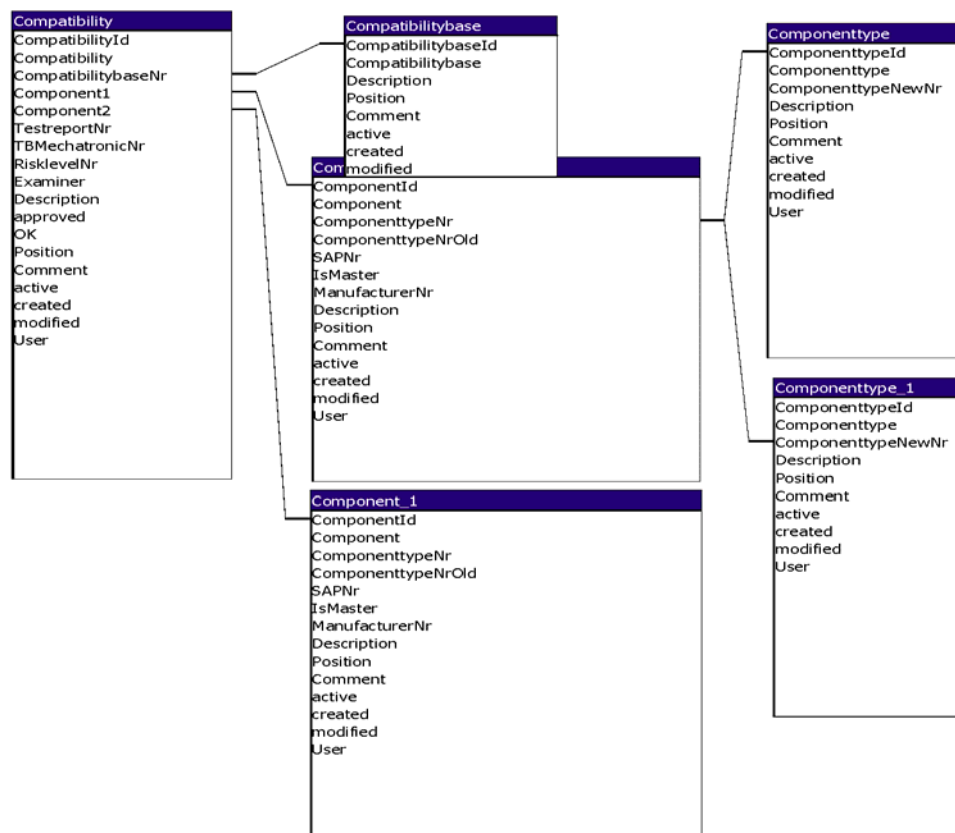 Compatibility
CompatibilityId
Compatibility
CompatibilitybaseNr
Component1
Component2
TestreportNr
TBMechatronicNr
RisklevelNr
Examiner
Description
approved
OK
Position
Comment
active
created
modified
User
Compatibilitybase
CompatibilitybaseId
Compatibilitybase
Description
Position
Comment
active
created
modified
Com
ComponentId
Component
ComponenttypeNr
ComponenttypeNrOld
SAPNr
IsMaster
ManufacturerNr
Description
Position
Comment
active
created
modified
User
Component_1
ComponentId
Component
ComponenttypeNr
ComponenttypeNrOld
SAPNr
IsMaster
ManufacturerNr
Description
Position
Comment
active
created
modified
User
Componenttype
ComponenttypeId
Componenttype
ComponenttypeNewNr
Description
Position
Comment
active
created
modified
User
Componenttype_1
ComponenttypeId
Componenttype
ComponenttypeNewNr
Description
Position
Comment
active
created
modified
User